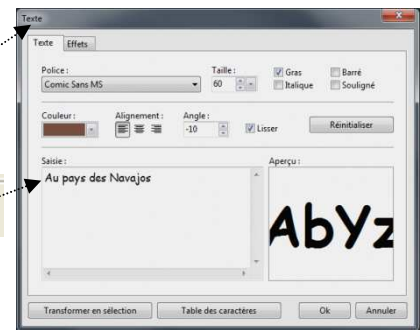 Texte
Texte Effets
Police : Taille :
Comic Sans MS 60 Gras Barré
Italique Souligné
Couleur : Alignement : Angle :
-10 Lisser Réinitialiser
Saisie : Aperçu :
Au pays des Navajos
AbYz
Transformer en sélection Table des caractères Ok Annuler